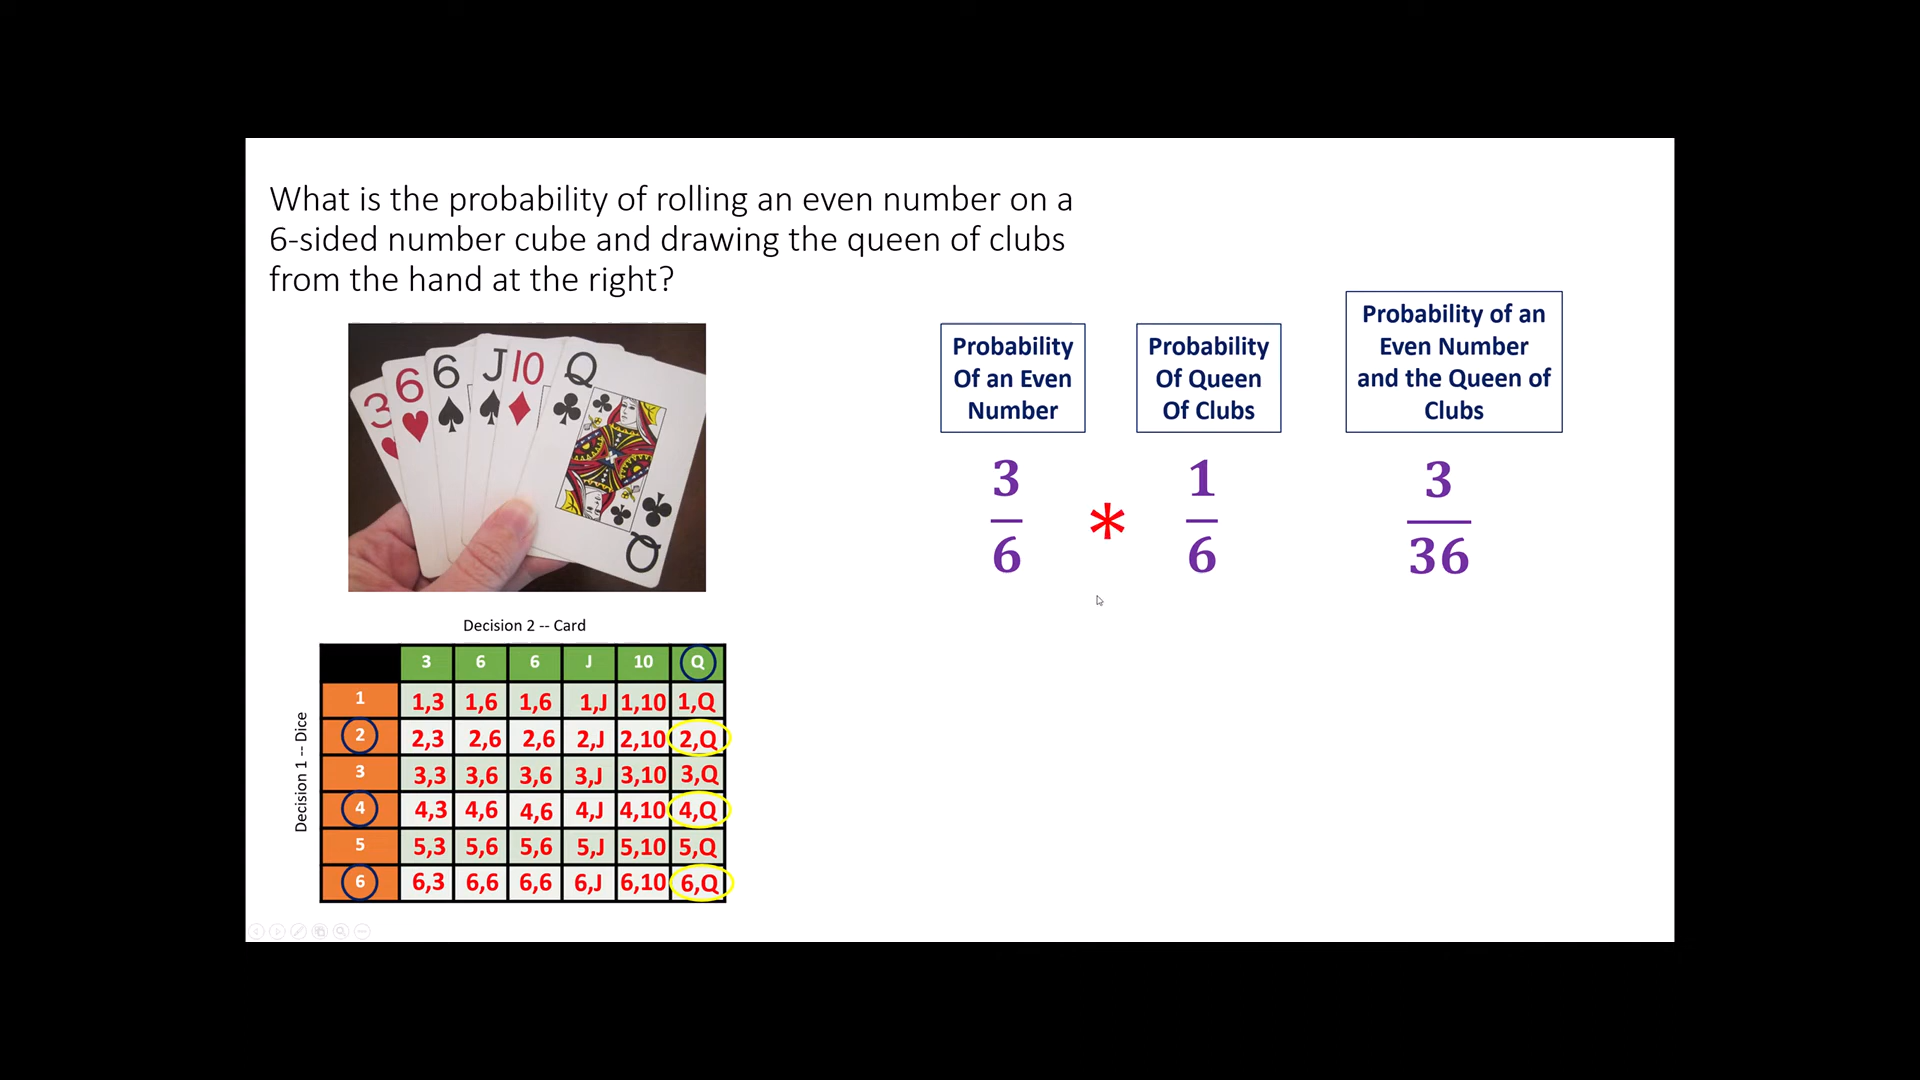 What is the probability of rolling an even number on a
6-sided number cube and drawing the queen of clubs
from the hand at the right?
3
6
6
J
10
Q
Q
Probability
Of an Even
Number
Probability
Of Queen
Of Clubs
Probability of an
Even Number
and the Queen of
Clubs
3
6
*
1
6
3
36
Decision 2 -- Card
Decision 1 -- Dice
3 6 6 J 10 Q
1 1,3 1,6 1,6 1,J 1,10 1,Q
2 2,3 2,6 2,6 2,J 2,10 2,Q
3 3,3 3,6 3,6 3,J 3,10 3,Q
4 4,3 4,6 4,6 4,J 4,10 4,Q
5 5,3 5,6 5,6 5,J 5,10 5,Q
6 6,3 6,6 6,6 6,J 6,10 6,Q